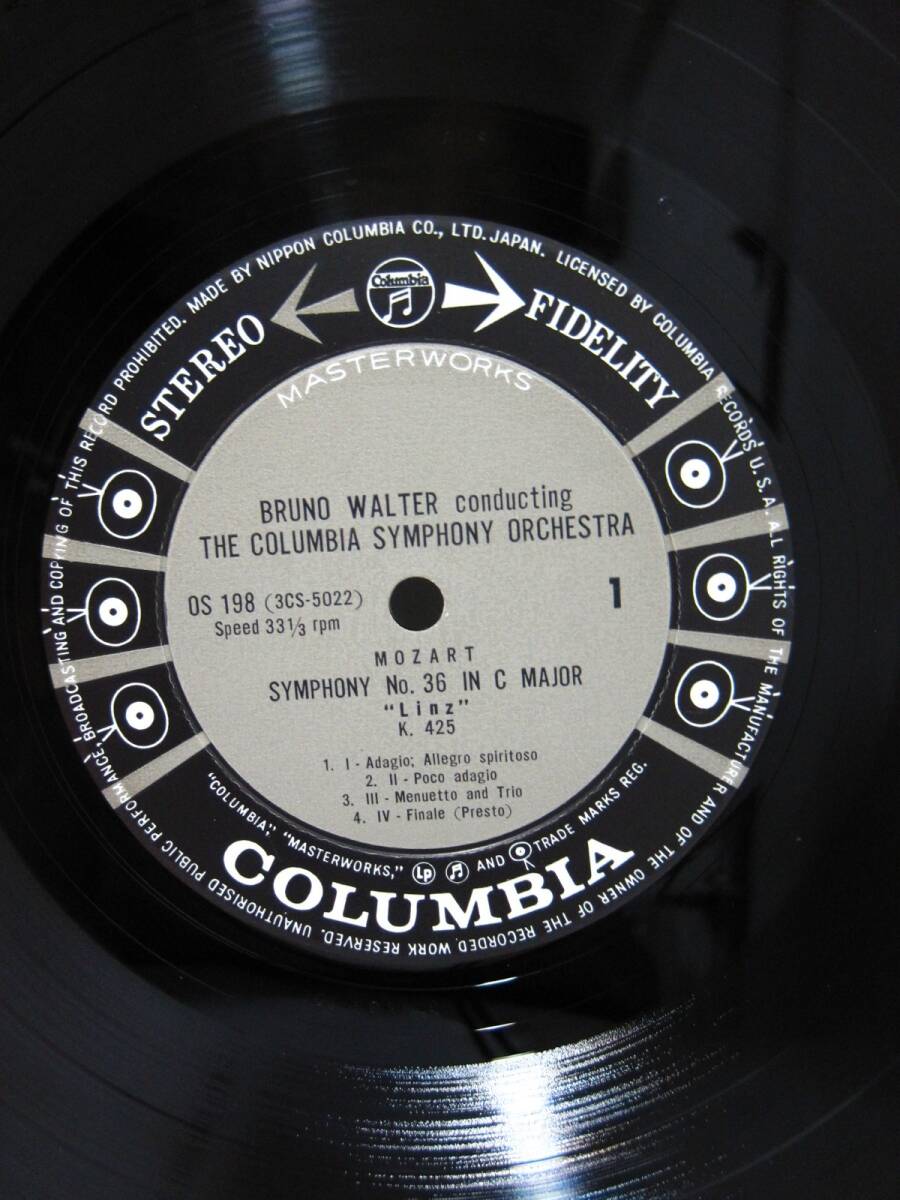 MADE BY NIPPON COLUMBIA CO., LTD. JAPAN. LICENSED BY COLUMBIA RECORDS U.S.A. ALL RIGHTS OF THE MANUFACTURER AND OF THE OWNER OF THE RECORDED WORK RESERVED. UNAUTHORISED PUBLIC PERFORMANCE, BROADCASTING AND COPYING OF THIS RECORD PROHIBITED.
STEREO
Columbia
FIDELITY
MASTERWORKS
BRUNO WALTER conducting
THE COLUMBIA SYMPHONY ORCHESTRA
OS 198 (3CS-5022)
1
Speed 33 1/3 rpm
MOZART
SYMPHONY No. 36 IN C MAJOR
"Linz"
K. 425
1. I - Adagio; Allegro spiritoso
2. II - Poco adagio
3. III - Menuetto and Trio
4. IV - Finale (Presto)
"COLUMBIA," "MASTERWORKS," Lp AND TRADE MARKS REG.
COLUMBIA